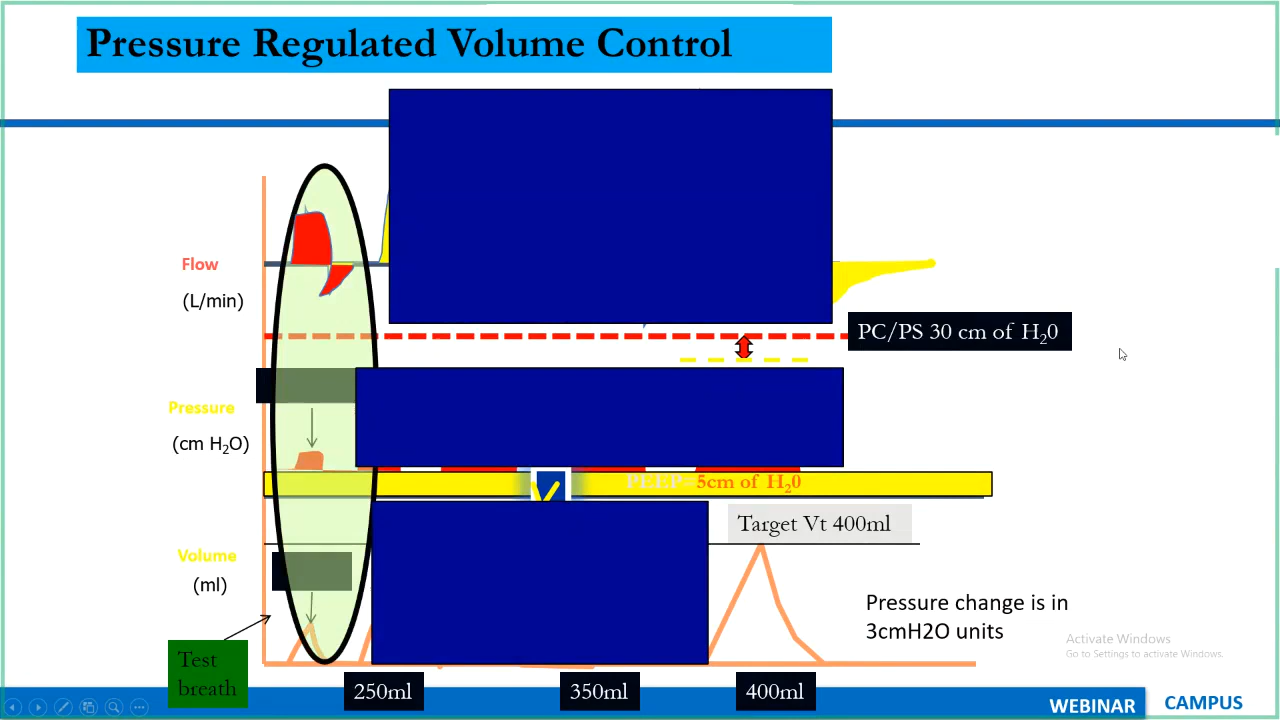 Pressure Regulated Volume Control
Flow
(L/min)
PC/PS 30 cm of H₂0
Pressure
(cm H₂O)
PEEP=5cm of H₂0
Target Vt 400ml
Volume
(ml)
Pressure change is in
3cmH2O units
Activate Windows
Go to Settings to activate Windows.
Test
breath
250ml
350ml
400ml
WEBINAR
CAMPUS